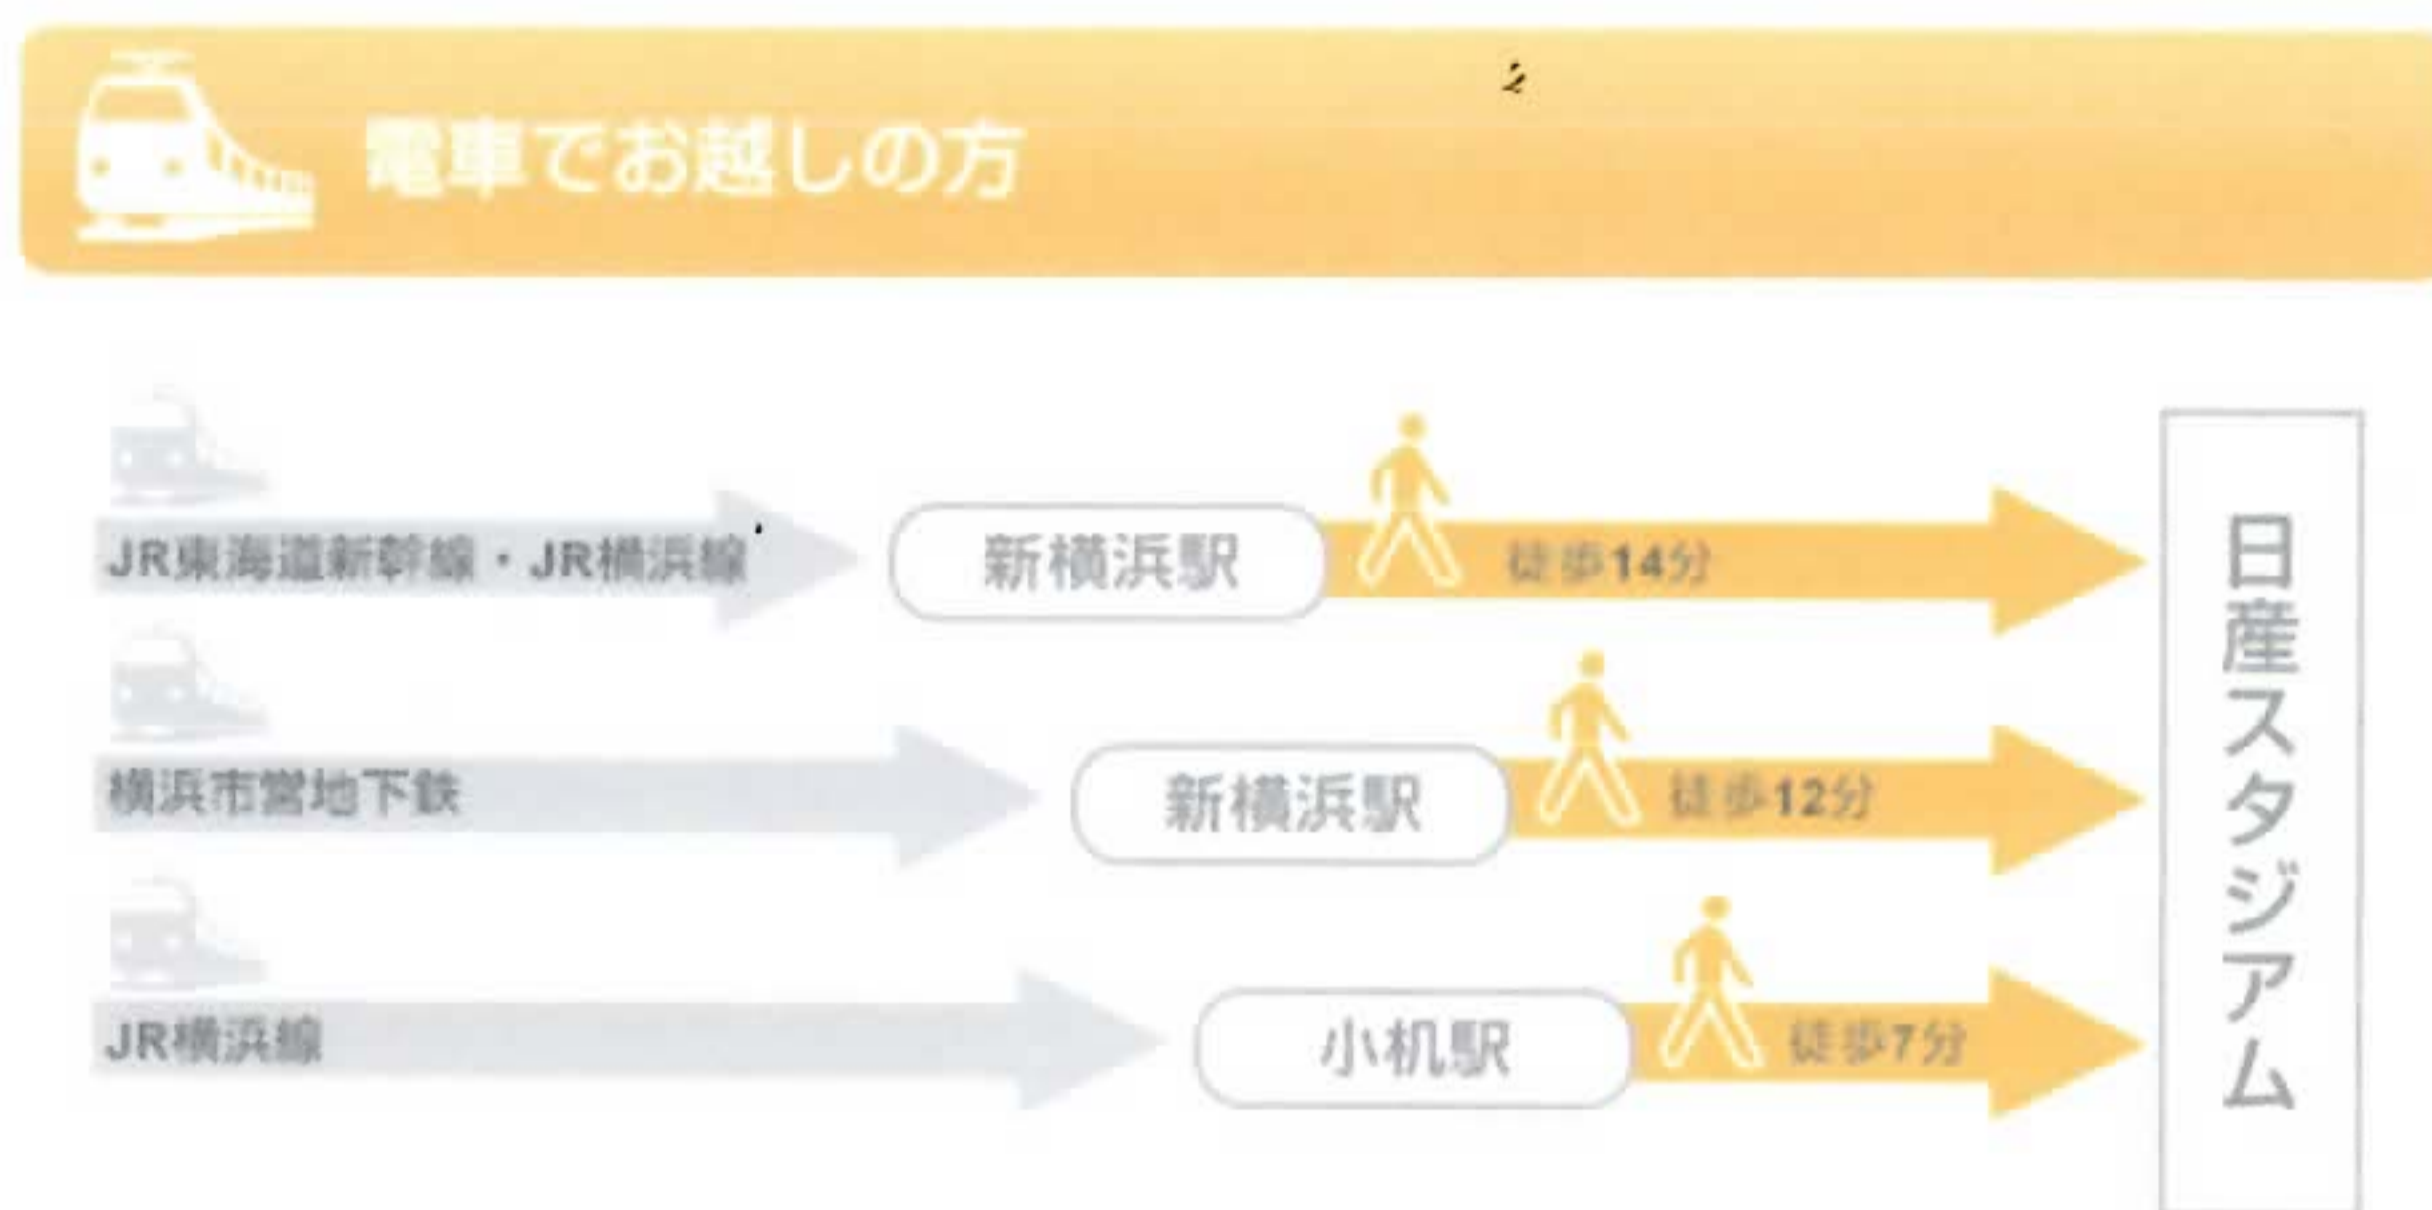 電車でお越しの方
JR東海道新幹線・JR横浜線
新横浜駅
徒歩14分
横浜市営地下鉄
新横浜駅
徒歩12分
JR横浜線
小机駅
徒歩7分
日産スタジアム